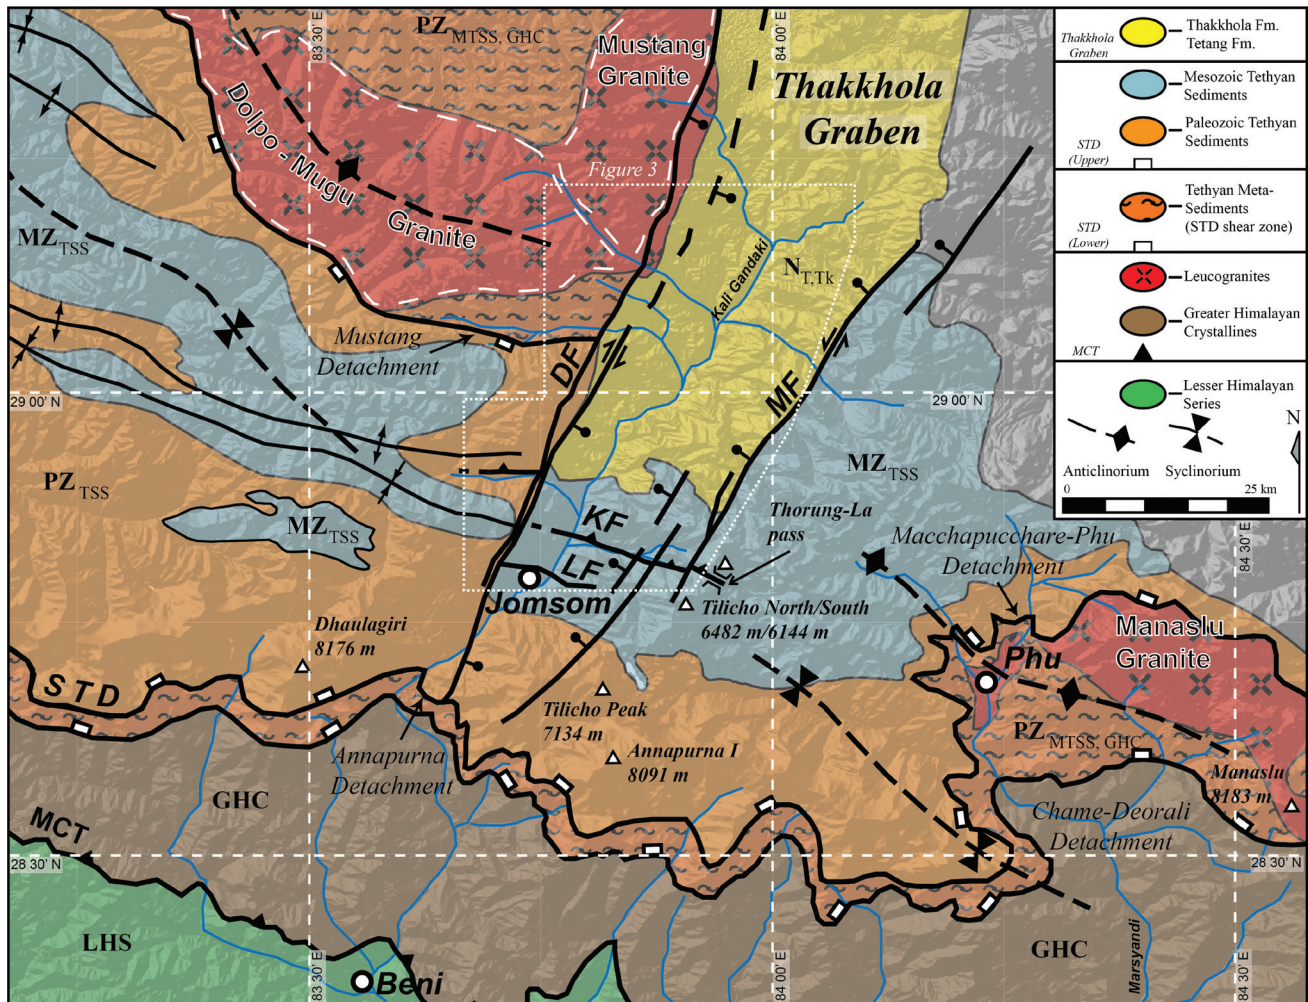 PZ MTSS, GHC
83 30' E
84 00' E
Mustang
Granite
Thakkhola
Graben
Dolpo - Mugu
Granite
Figure 3
MZ TSS
Kali Gandaki
N T,Tk
Mustang
Detachment
DF
MF
29 00' N
29 00' N
PZ TSS
MZ TSS
MZ TSS
KF
LF
Thorung-La
pass
Macchapucchare-Phu
Detachment
84 30' E
Jomsom
Tilicho North/South
6482 m/6144 m
Dhaulagiri
8176 m
Manaslu
Granite
Phu
STD
Tilicho Peak
7134 m
Annapurna I
8091 m
Annapurna
Detachment
PZ MTSS, GHC
Manaslu
8183 m
GHC
Chame-Deorali
Detachment
MCT
28 30' N
28 30' N
LHS
GHC
Marsyandi
Beni
83 30' E
84 00' E
84 30' E
Thakkhola
Graben
Thakkhola Fm.
Tetang Fm.
Mesozoic Tethyan
Sediments
Paleozoic Tethyan
Sediments
STD
(Upper)
Tethyan Meta-
Sediments
(STD shear zone)
STD
(Lower)
Leucogranites
Greater Himalayan
Crystallines
MCT
Lesser Himalayan
Series
N
Anticlinorium
Syclinorium
0
25 km